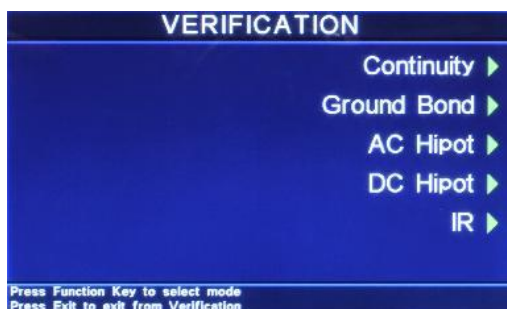 VERIFICATION
Continuity
Ground Bond
AC Hipot
DC Hipot
IR
Press Function Key to select mode
Press Exit to exit from Verification